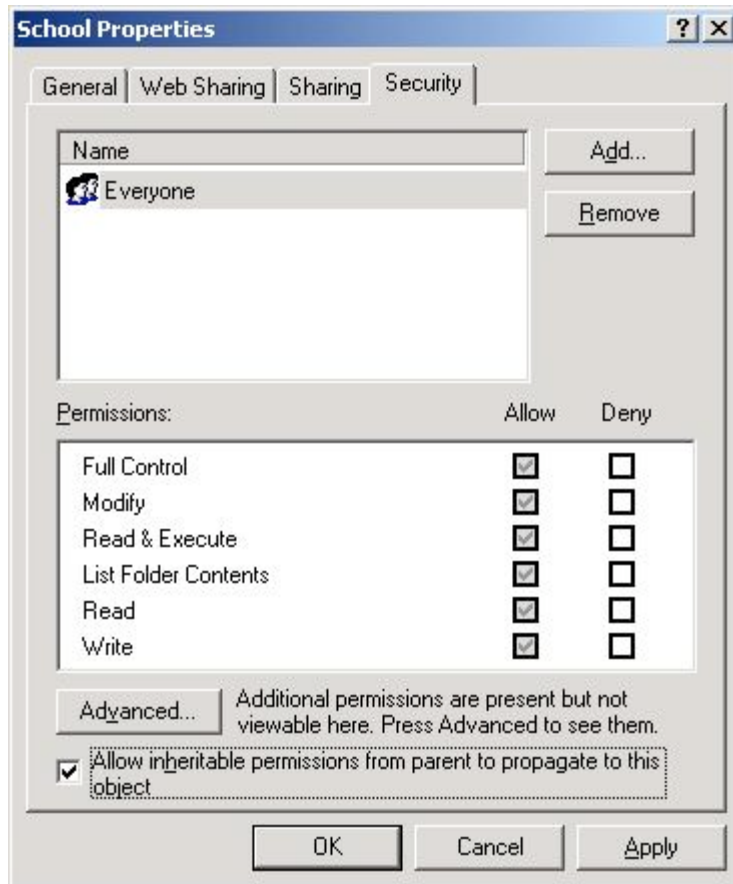 School Properties
General Web Sharing Sharing Security
Name
Add...
Everyone
Remove
Permissions: Allow Deny
Full Control
Modify
Read & Execute
List Folder Contents
Read
Write
Advanced...
Additional permissions are present but not
viewable here. Press Advanced to see them.
Allow inheritable permissions from parent to propagate to this
object
OK Cancel Apply